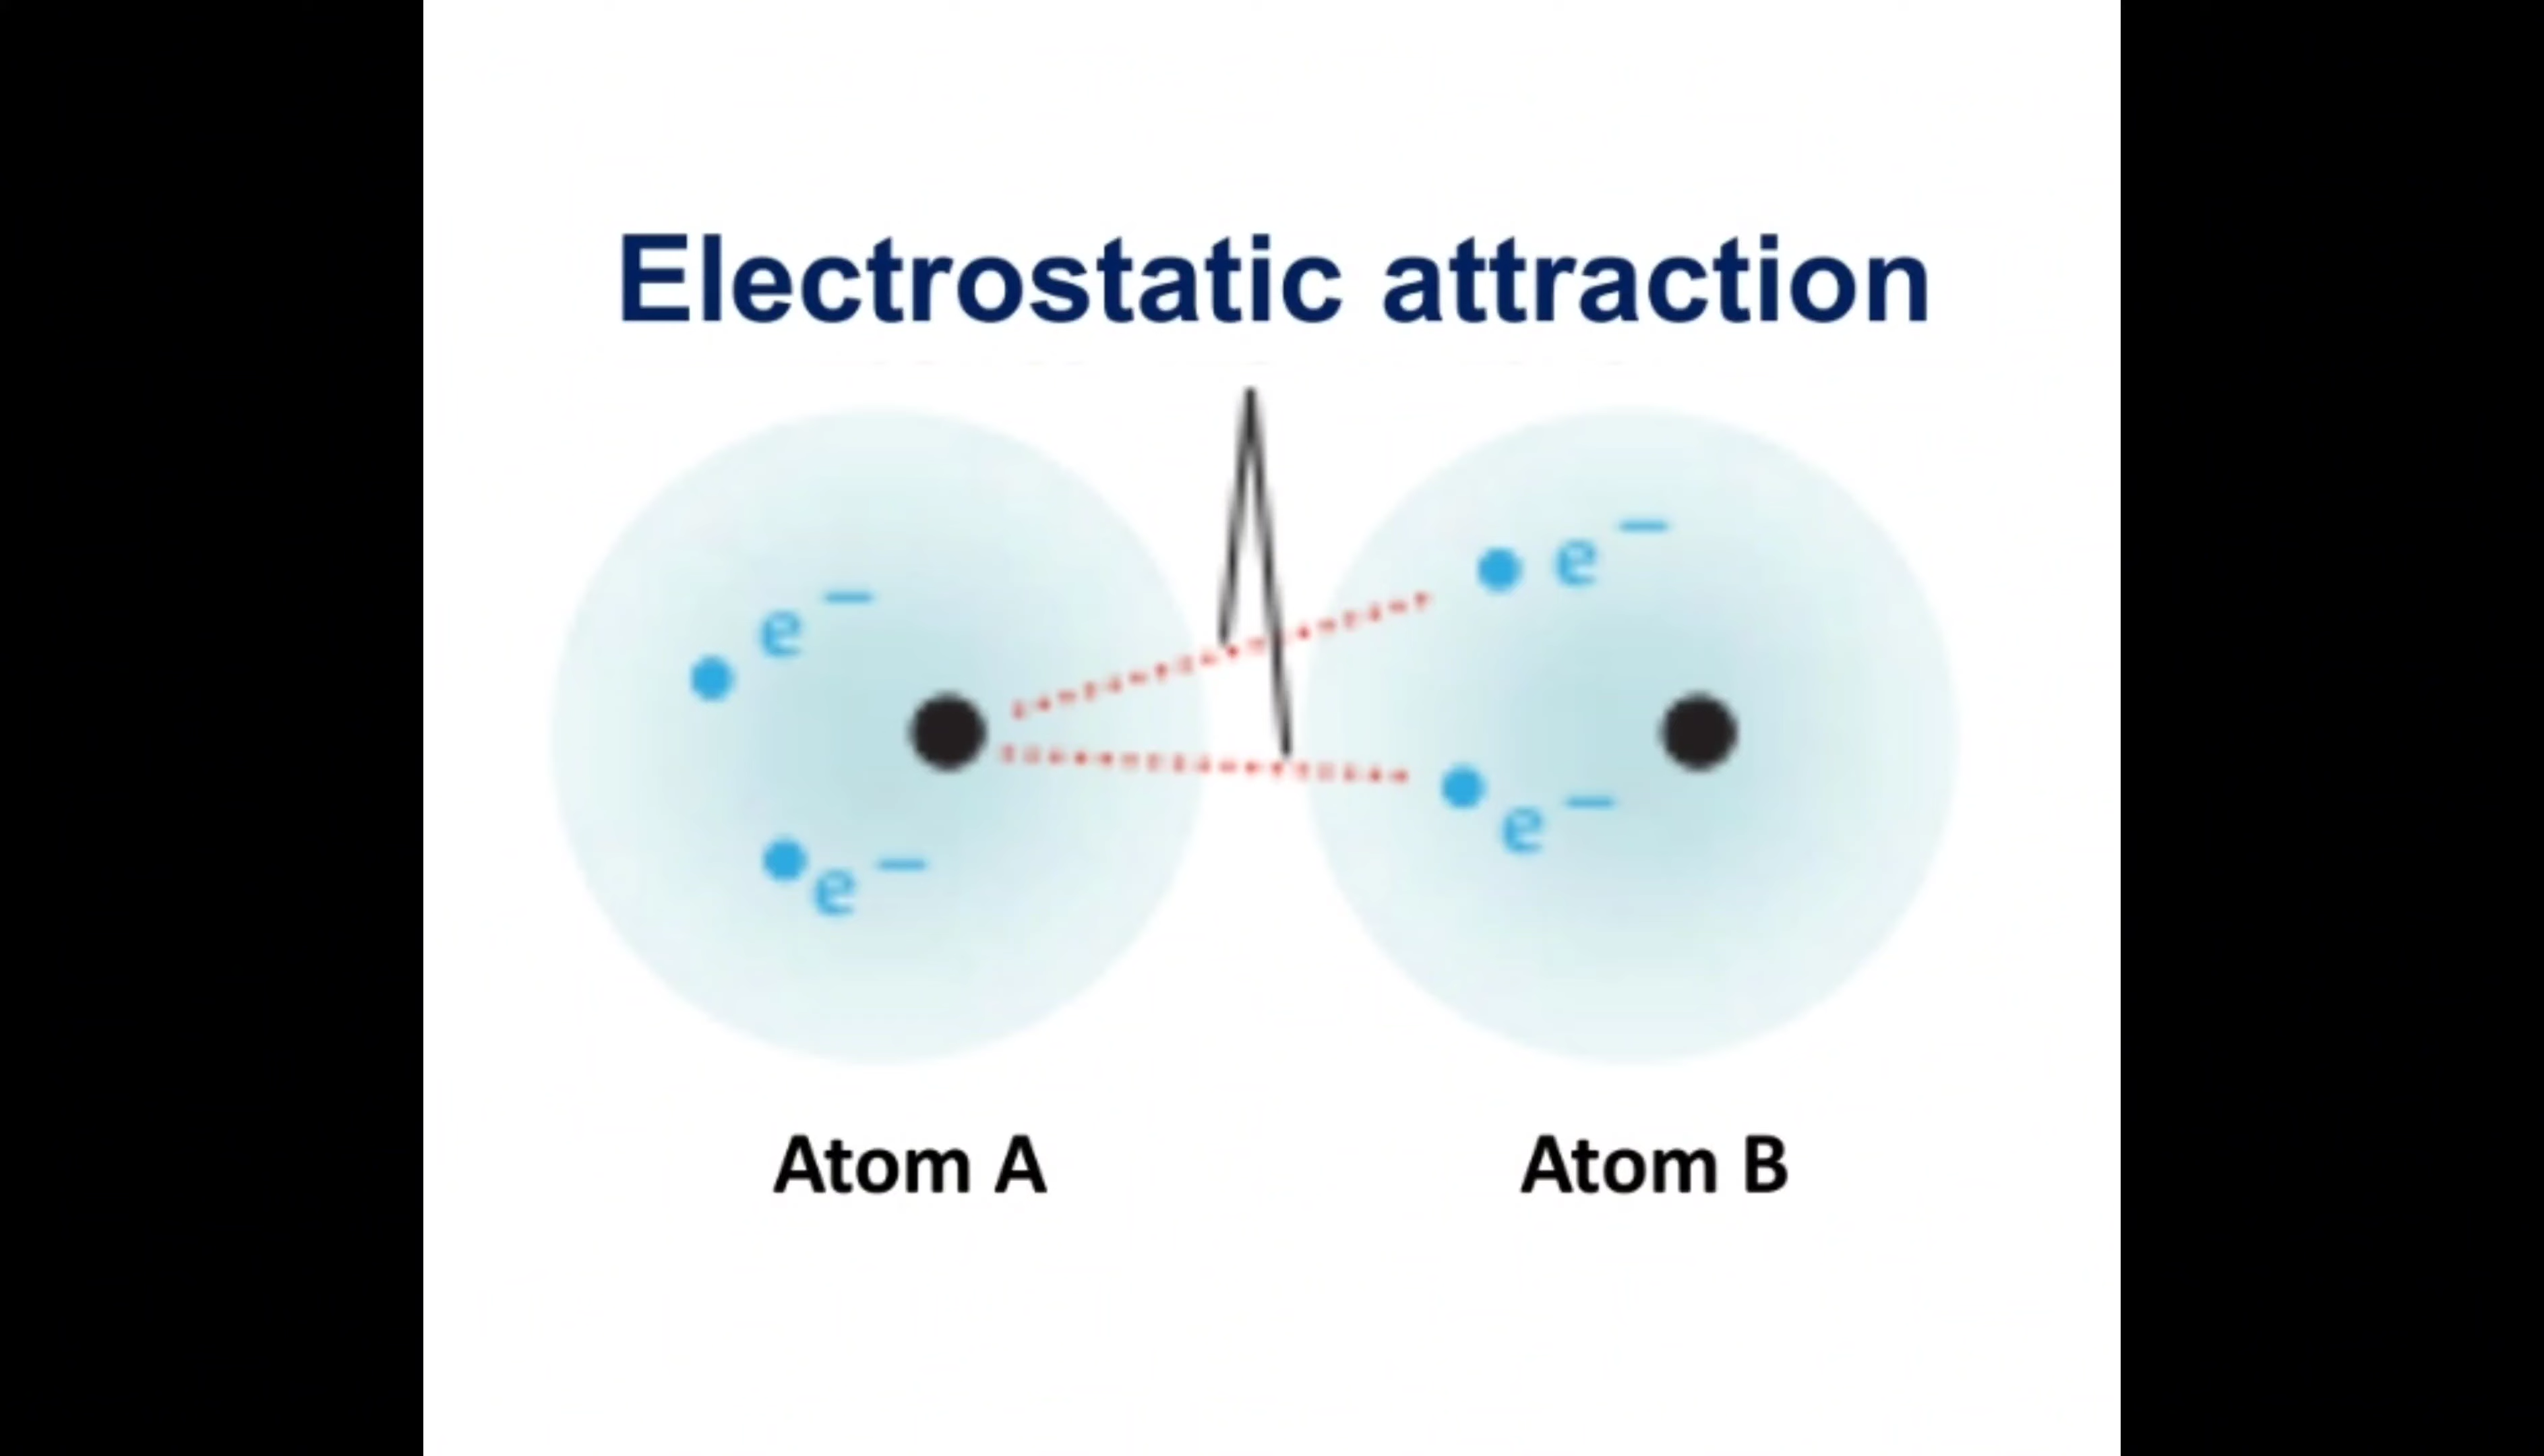 Electrostatic attraction
e −
e −
e −
e −
Atom A Atom B